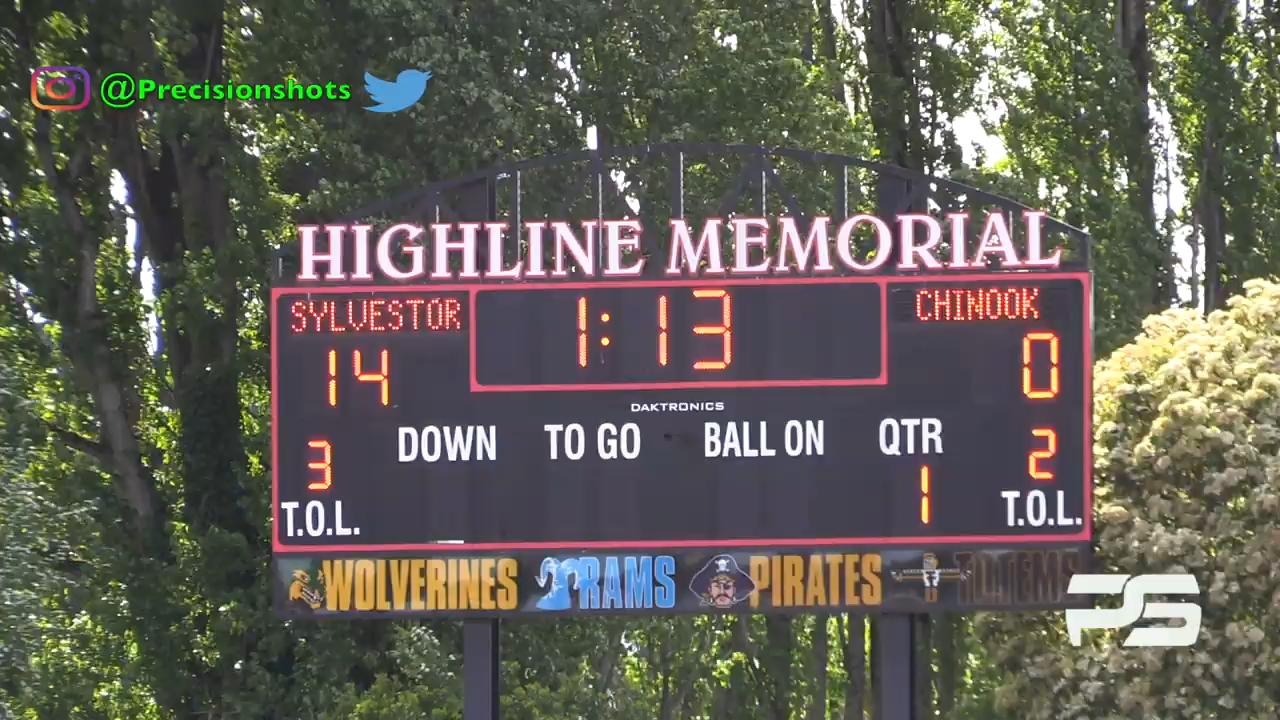 @Precisionshots
HIGHLINE MEMORIAL
SYLVESTOR
1:13
CHINOOK
14
0
DAKTRONICS
DOWN TO GO BALL ON QTR
3
2
1
T.O.L.
T.O.L.
WOLVERINES RAMS PIRATES TOTEMS
PS